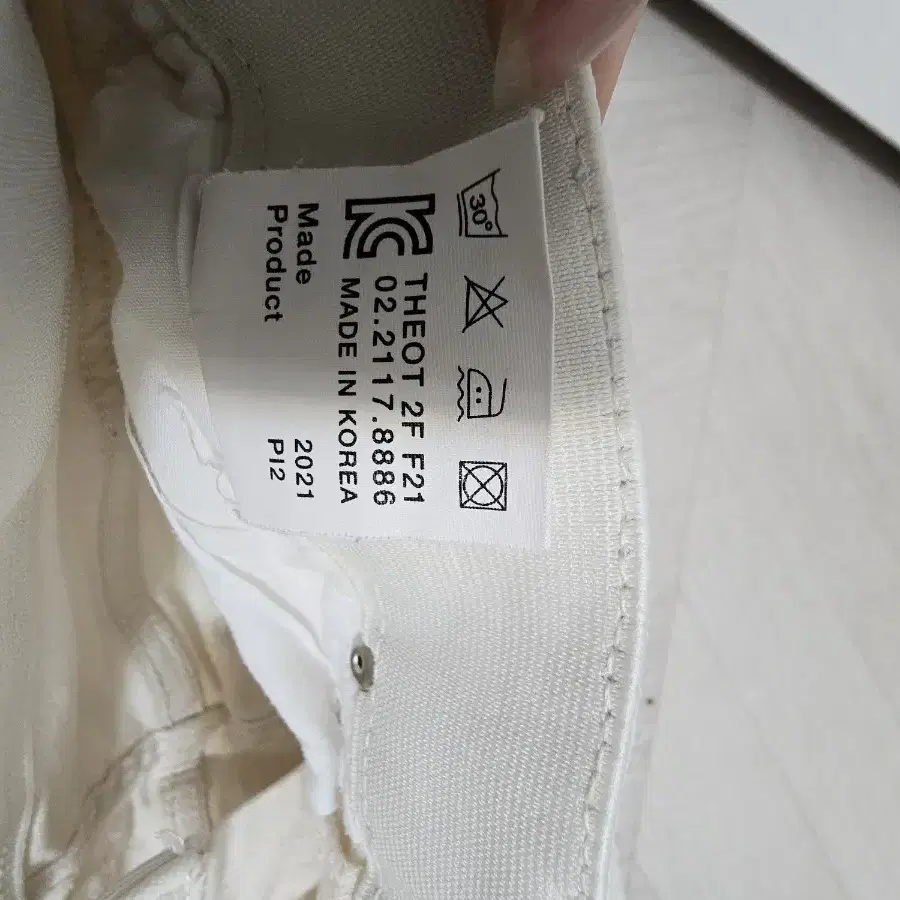 30°
THEOT 2F F21
02.2117.8886
MADE IN KOREA
Made 2021
Product PI2